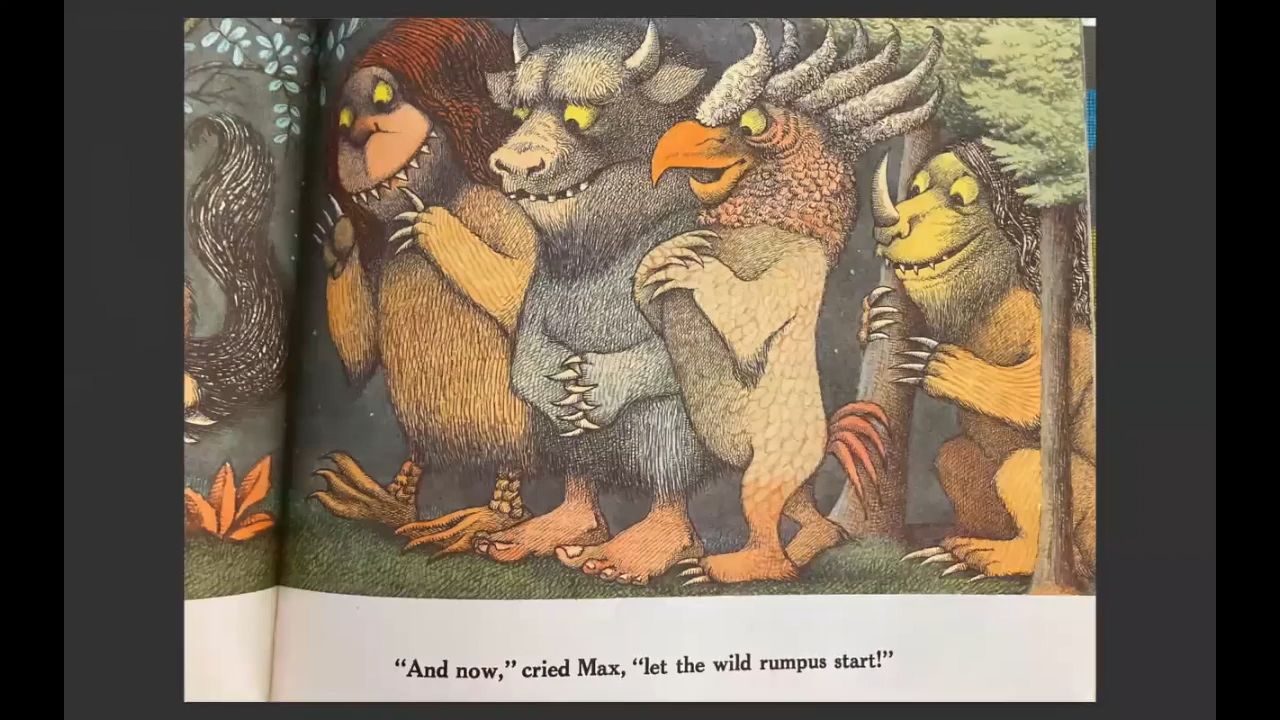 “And now,” cried Max, “let the wild rumpus start!”